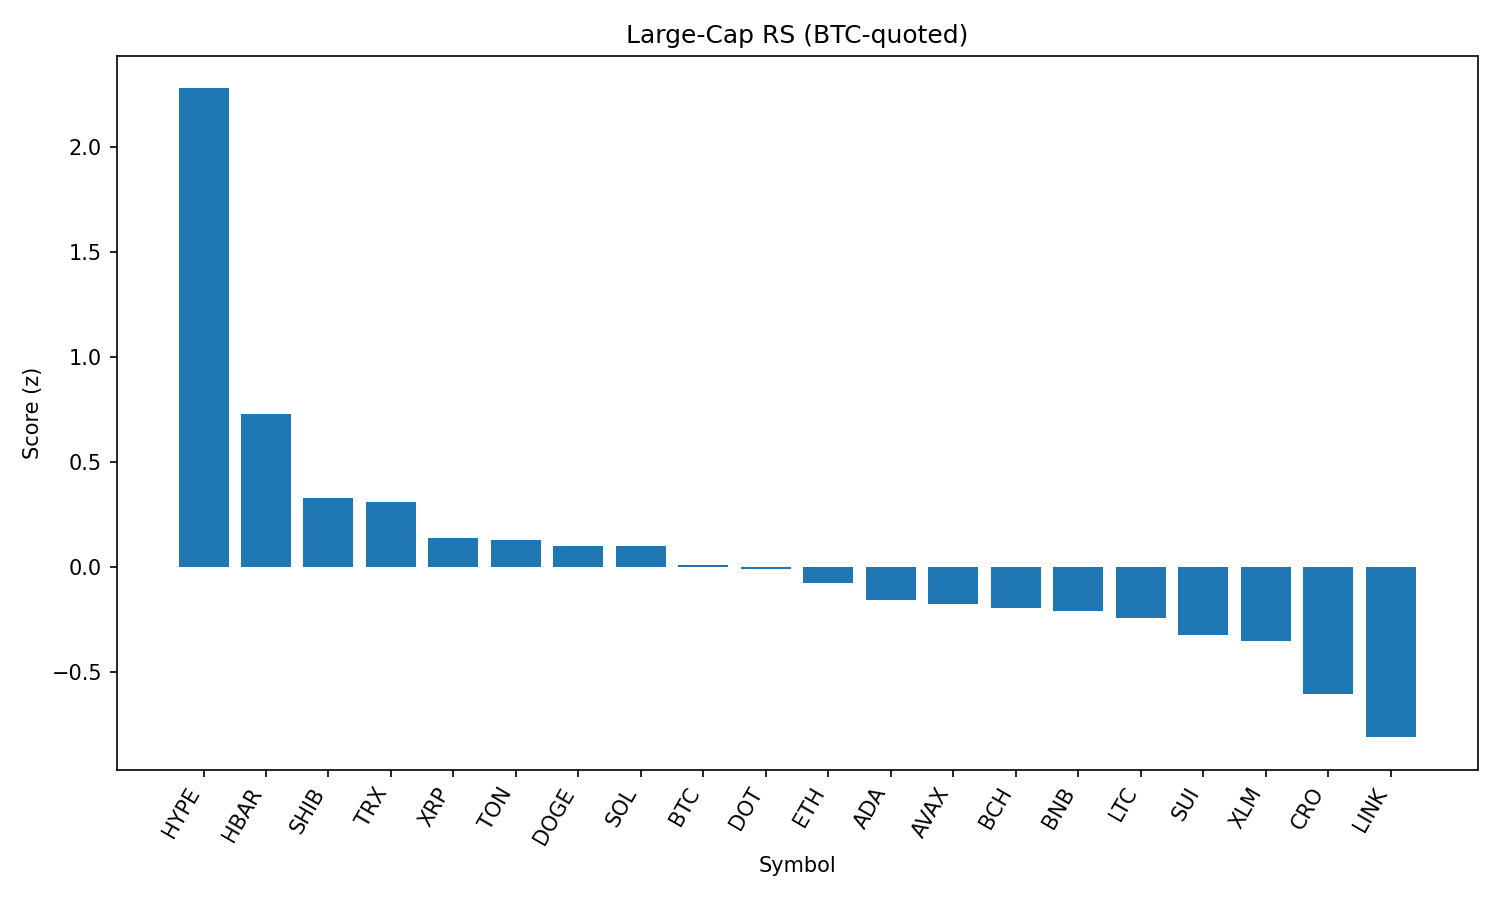 Large-Cap RS (BTC-quoted)
Score (z)
2.0
1.5
1.0
0.5
0.0
−0.5
HYPE
HBAR
SHIB
TRX
XRP
TON
DOGE
SOL
BTC
DOT
ETH
ADA
AVAX
BCH
BNB
LTC
SUI
XLM
CRO
LINK
Symbol